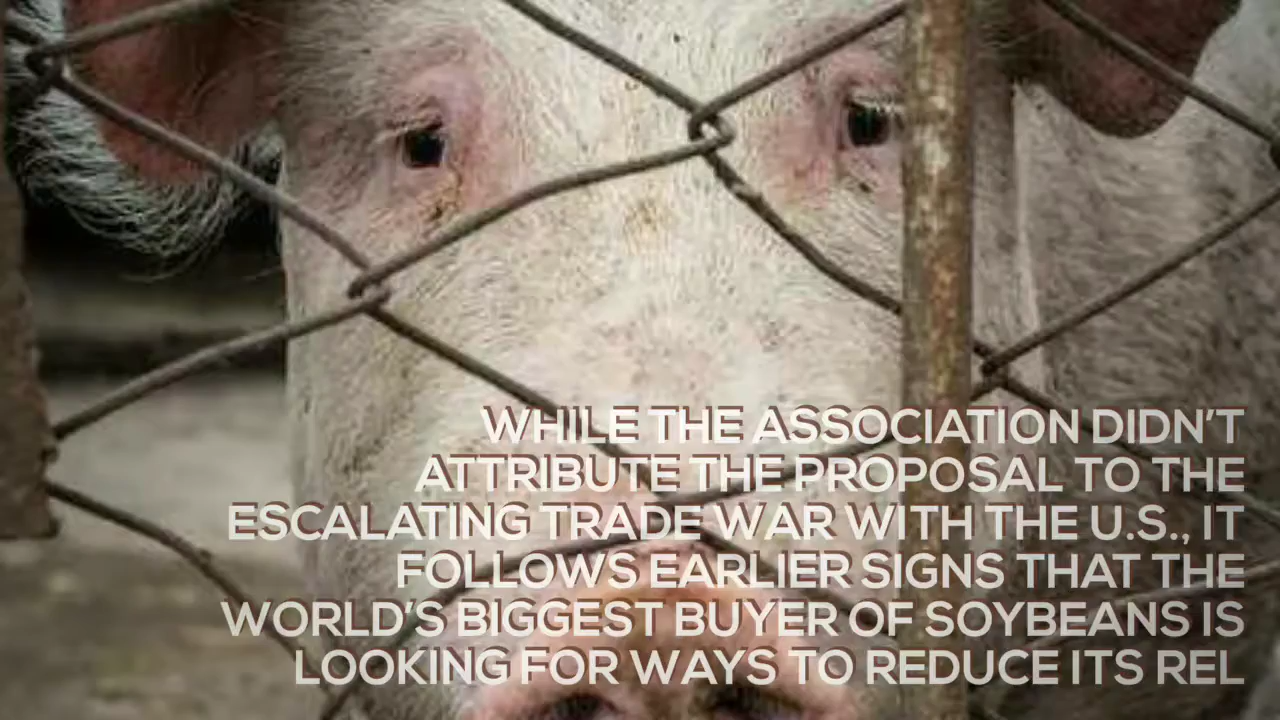 WHILE THE ASSOCIATION DIDN'T
ATTRIBUTE THE PROPOSAL TO THE
ESCALATING TRADE WAR WITH THE U.S., IT
FOLLOWS EARLIER SIGNS THAT THE
WORLD'S BIGGEST BUYER OF SOYBEANS IS
LOOKING FOR WAYS TO REDUCE ITS REL